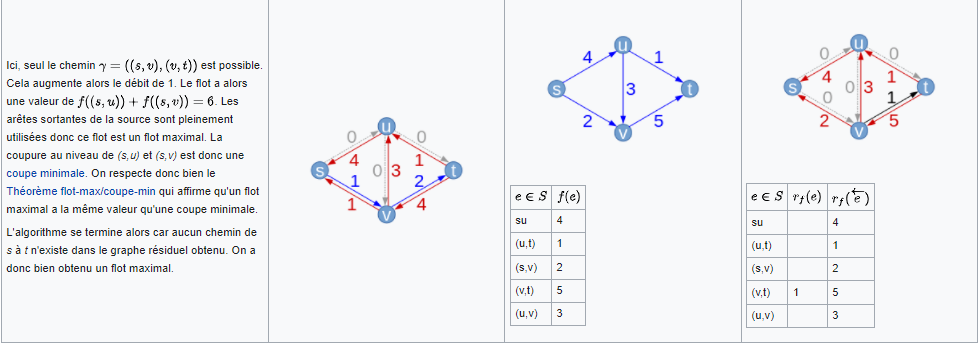 Ici, seul le chemin γ = ((s, v), (v, t)) est possible.
Cela augmente alors le débit de 1. Le flot a alors
une valeur de f((s, u)) + f((s, v)) = 6. Les
arêtes sortantes de la source sont pleinement
utilisées donc ce flot est un flot maximal. La
coupure au niveau de (s,u) et (s,v) est donc une
coupe minimale. On respecte donc bien le
Théorème flot-max/coupe-min qui affirme qu'un flot
maximal a la même valeur qu'une coupe minimale.
L'algorithme se termine alors car aucun chemin de
s à t n'existe dans le graphe résiduel obtenu. On a
donc bien obtenu un flot maximal.
u
0 0
4 1
s 0 3 t
1 2
1 4
v
u
4 1
s 3 t
2 5
v
e ∈ S f(e)
su 4
(u,t) 1
(s,v) 2
(v,t) 5
(u,v) 3
u
0 0
4 1
s 0 3 t
0 1
2 5
v
e ∈ S r_f(e) r_f(←e)
su 4
(u,t) 1
(s,v) 2
(v,t) 1 5
(u,v) 3